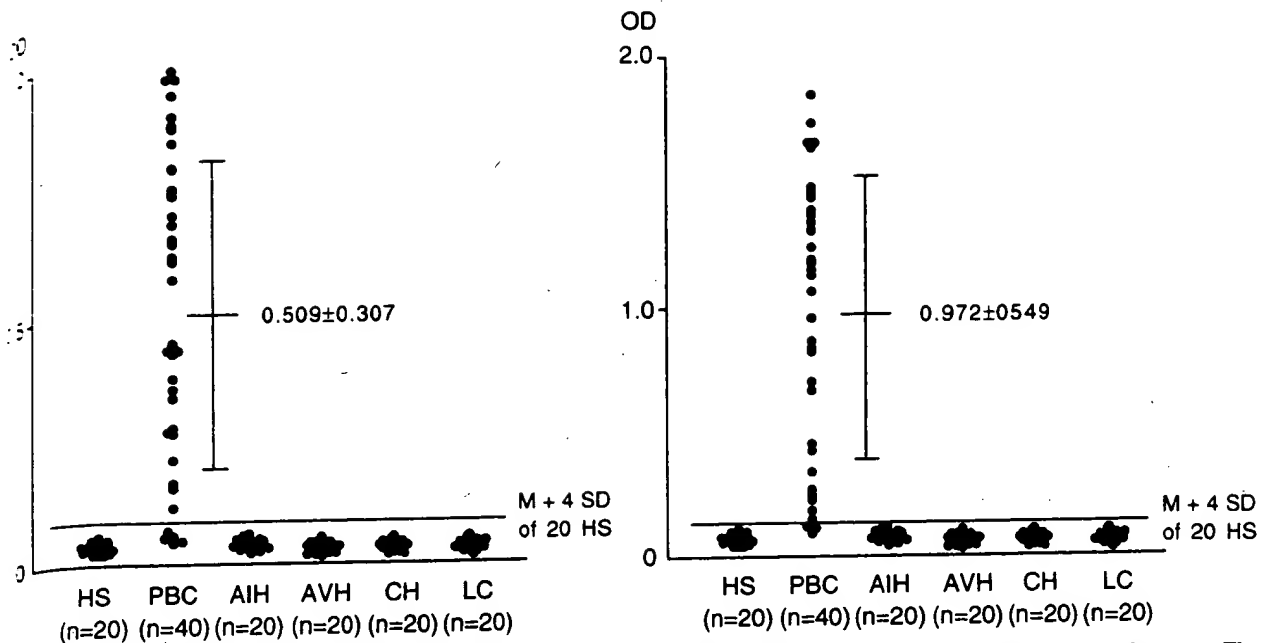 OD
2.0
1.0
0
0.509±0.307
0.972±0549
M + 4 SD
of 20 HS
M + 4 SD
of 20 HS
HS PBC AIH AVH CH LC
(n=20) (n=40) (n=20) (n=20) (n=20) (n=20)
HS PBC AIH AVH CH LC
(n=20) (n=40) (n=20) (n=20) (n=20) (n=20)